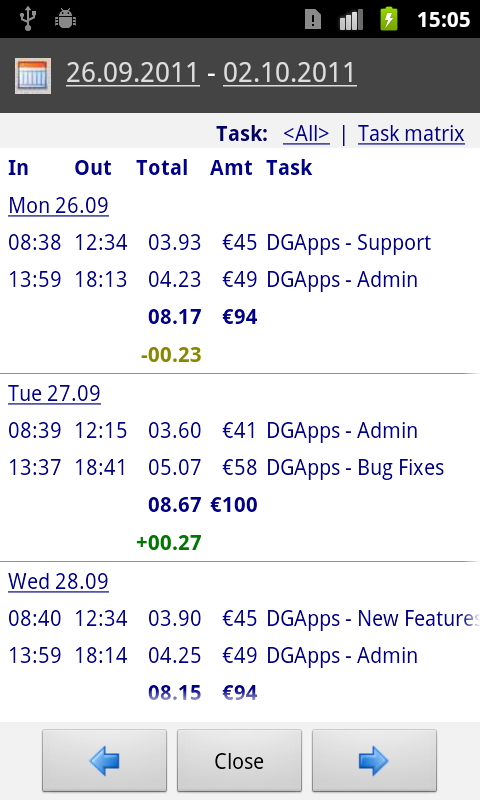 15:05
26.09.2011 - 02.10.2011
Task: <All> | Task matrix
In Out Total Amt Task
Mon 26.09
08:38 12:34 03.93 €45 DGApps - Support
13:59 18:13 04.23 €49 DGApps - Admin
08.17 €94
-00.23
Tue 27.09
08:39 12:15 03.60 €41 DGApps - Admin
13:37 18:41 05.07 €58 DGApps - Bug Fixes
08.67 €100
+00.27
Wed 28.09
08:40 12:34 03.90 €45 DGApps - New Features
13:59 18:14 04.25 €49 DGApps - Admin
08.15 €94
Close